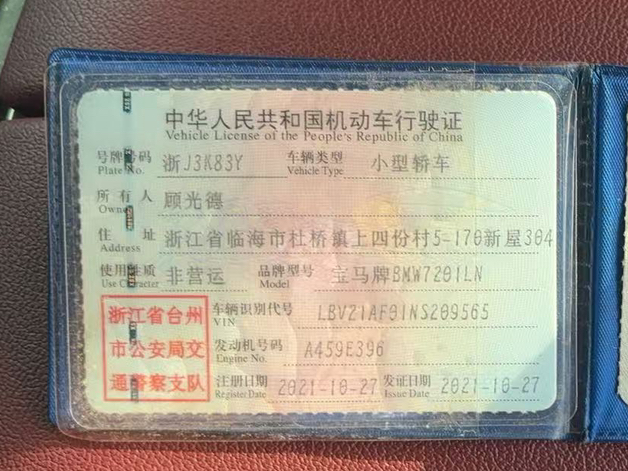 中华人民共和国机动车行驶证
Vehicle License of the People's Republic of China
号牌号码 浙J3K83Y 车辆类型 小型轿车
Plate No. Vehicle Type
所有人 顾光德
Owner
住址 浙江省临海市杜桥镇上四份村5-170新屋304
Address
使用性质 非营运 品牌型号 宝马牌BMW7201LN
Use Character Model
浙江省台州
市公安局交
通警察支队
车辆识别代号 LBV21AF01NS209565
VIN
发动机号码 A459E396
Engine No.
注册日期 2021-10-27 发证日期 2021-10-27
Register Date Issue Date